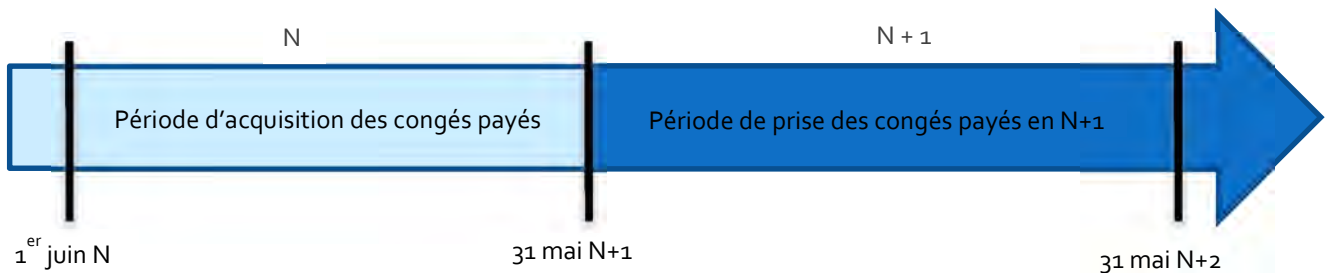 N
N + 1
Période d'acquisition des congés payés
Période de prise des congés payés en N+1
1er juin N
31 mai N+1
31 mai N+2